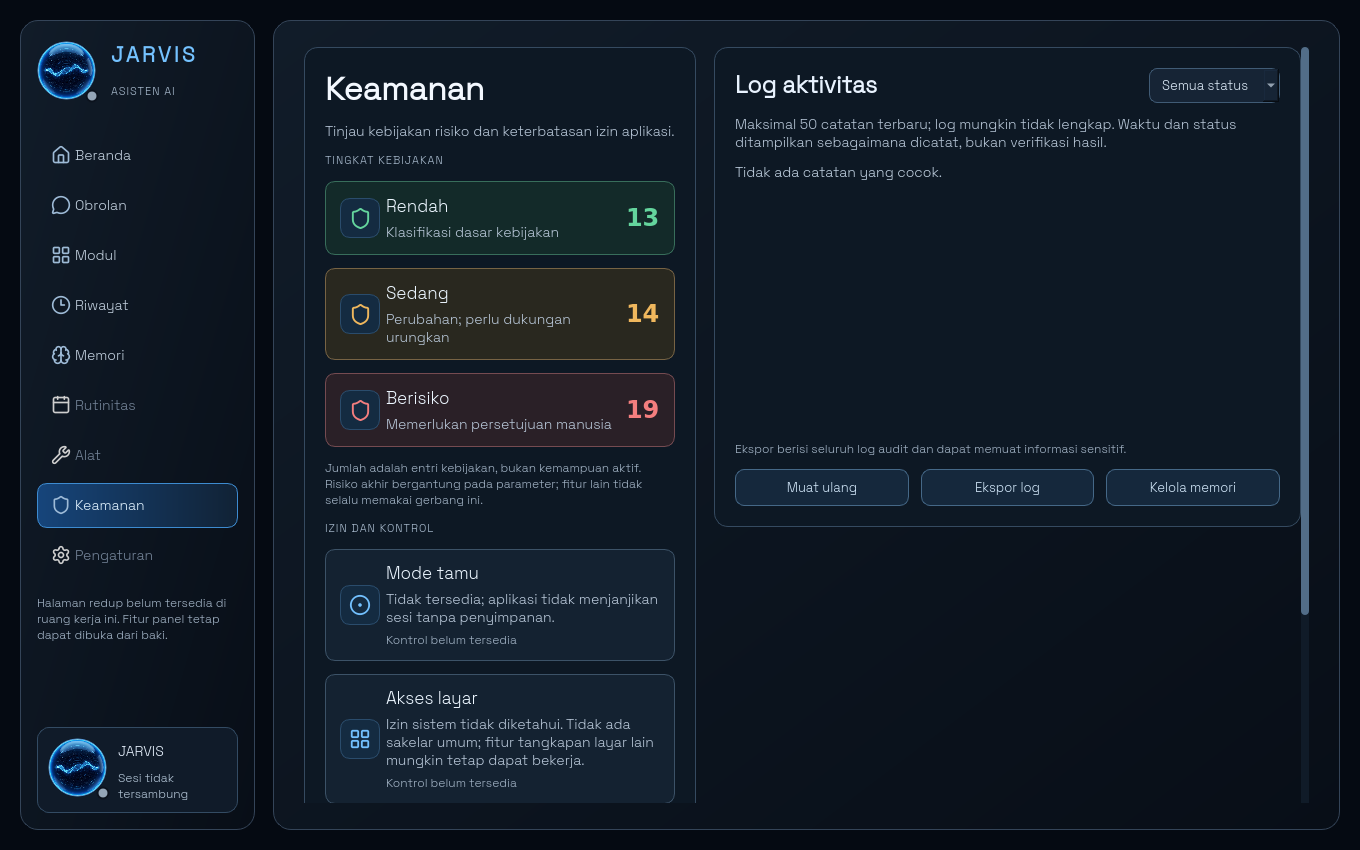 JARVIS
ASISTEN AI
Beranda
Obrolan
Modul
Riwayat
Memori
Rutinitas
Alat
Keamanan
Pengaturan
Halaman redup belum tersedia di
ruang kerja ini. Fitur panel tetap
dapat dibuka dari baki.
JARVIS
Sesi tidak
tersambung
Keamanan
Tinjau kebijakan risiko dan keterbatasan izin aplikasi.
TINGKAT KEBIJAKAN
Rendah
Klasifikasi dasar kebijakan
13
Sedang
Perubahan; perlu dukungan
urungkan
14
Berisiko
Memerlukan persetujuan manusia
19
Jumlah adalah entri kebijakan, bukan kemampuan aktif.
Risiko akhir bergantung pada parameter; fitur lain tidak
selalu memakai gerbang ini.
IZIN DAN KONTROL
Mode tamu
Tidak tersedia; aplikasi tidak menjanjikan
sesi tanpa penyimpanan.
Kontrol belum tersedia
Akses layar
Izin sistem tidak diketahui. Tidak ada
sakelar umum; fitur tangkapan layar lain
mungkin tetap dapat bekerja.
Kontrol belum tersedia
Log aktivitas
Semua status
Maksimal 50 catatan terbaru; log mungkin tidak lengkap. Waktu dan status
ditampilkan sebagaimana dicatat, bukan verifikasi hasil.
Tidak ada catatan yang cocok.
Ekspor berisi seluruh log audit dan dapat memuat informasi sensitif.
Muat ulang
Ekspor log
Kelola memori